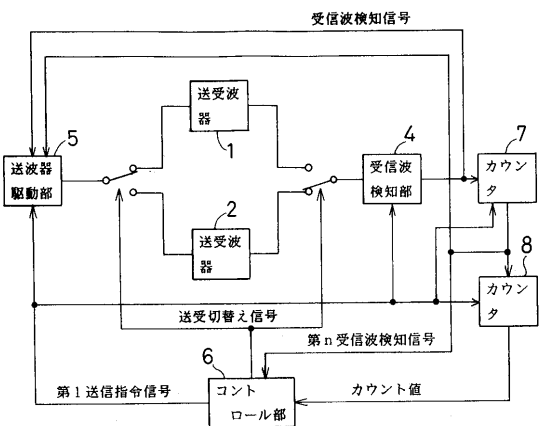 受信波検知信号
送受波
器
1
5
送波器
駆動部
4
受信波
検知部
7
カウン
タ
2
送受波
器
8
カウン
タ
送受切替え信号
第n受信波検知信号
6
第1送信指令信号
コント
ロール部
カウント値